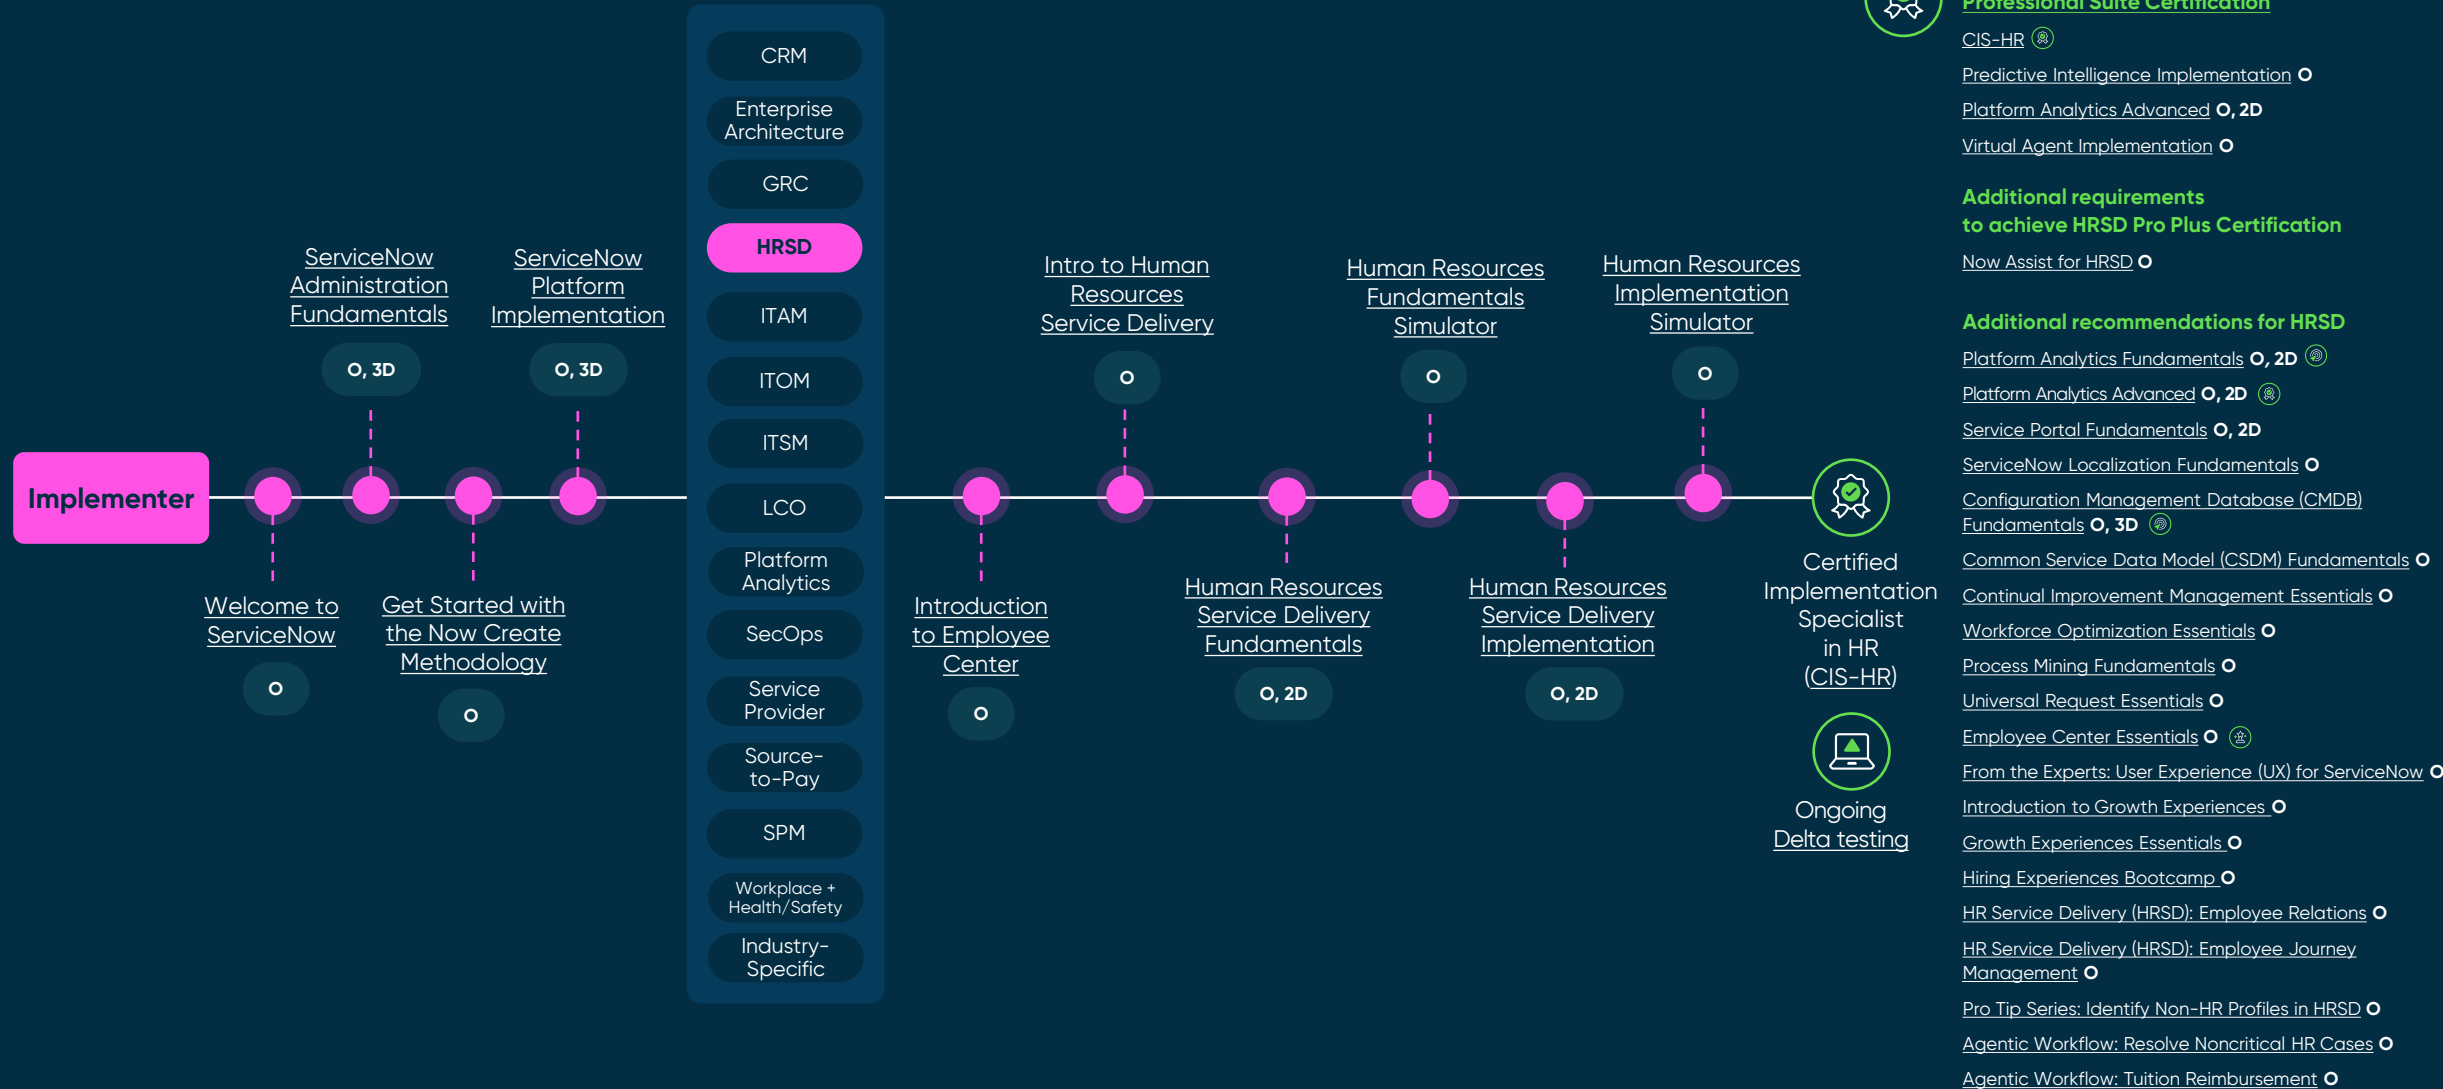 Implementer
Welcome to
ServiceNow
O
ServiceNow
Administration
Fundamentals
O, 3D
Get Started with
the Now Create
Methodology
O
ServiceNow
Platform
Implementation
O, 3D
CRM
Enterprise
Architecture
GRC
HRSD
ITAM
ITOM
ITSM
LCO
Platform
Analytics
SecOps
Service
Provider
Source-
to-Pay
SPM
Workplace +
Health/Safety
Industry-
Specific
Introduction
to Employee
Center
O
Intro to Human
Resources
Service Delivery
O
Human Resources
Service Delivery
Fundamentals
O, 2D
Human Resources
Fundamentals
Simulator
O
Human Resources
Service Delivery
Implementation
O, 2D
Human Resources
Implementation
Simulator
O
Certified
Implementation
Specialist
in HR
(CIS-HR)
Ongoing
Delta testing
Professional Suite Certification
CIS-HR
Predictive Intelligence Implementation O
Platform Analytics Advanced O, 2D
Virtual Agent Implementation O
Additional requirements
to achieve HRSD Pro Plus Certification
Now Assist for HRSD O
Additional recommendations for HRSD
Platform Analytics Fundamentals O, 2D
Platform Analytics Advanced O, 2D
Service Portal Fundamentals O, 2D
ServiceNow Localization Fundamentals O
Configuration Management Database (CMDB)
Fundamentals O, 3D
Common Service Data Model (CSDM) Fundamentals O
Continual Improvement Management Essentials O
Workforce Optimization Essentials O
Process Mining Fundamentals O
Universal Request Essentials O
Employee Center Essentials O
From the Experts: User Experience (UX) for ServiceNow O
Introduction to Growth Experiences O
Growth Experiences Essentials O
Hiring Experiences Bootcamp O
HR Service Delivery (HRSD): Employee Relations O
HR Service Delivery (HRSD): Employee Journey
Management O
Pro Tip Series: Identify Non-HR Profiles in HRSD O
Agentic Workflow: Resolve Noncritical HR Cases O
Agentic Workflow: Tuition Reimbursement O